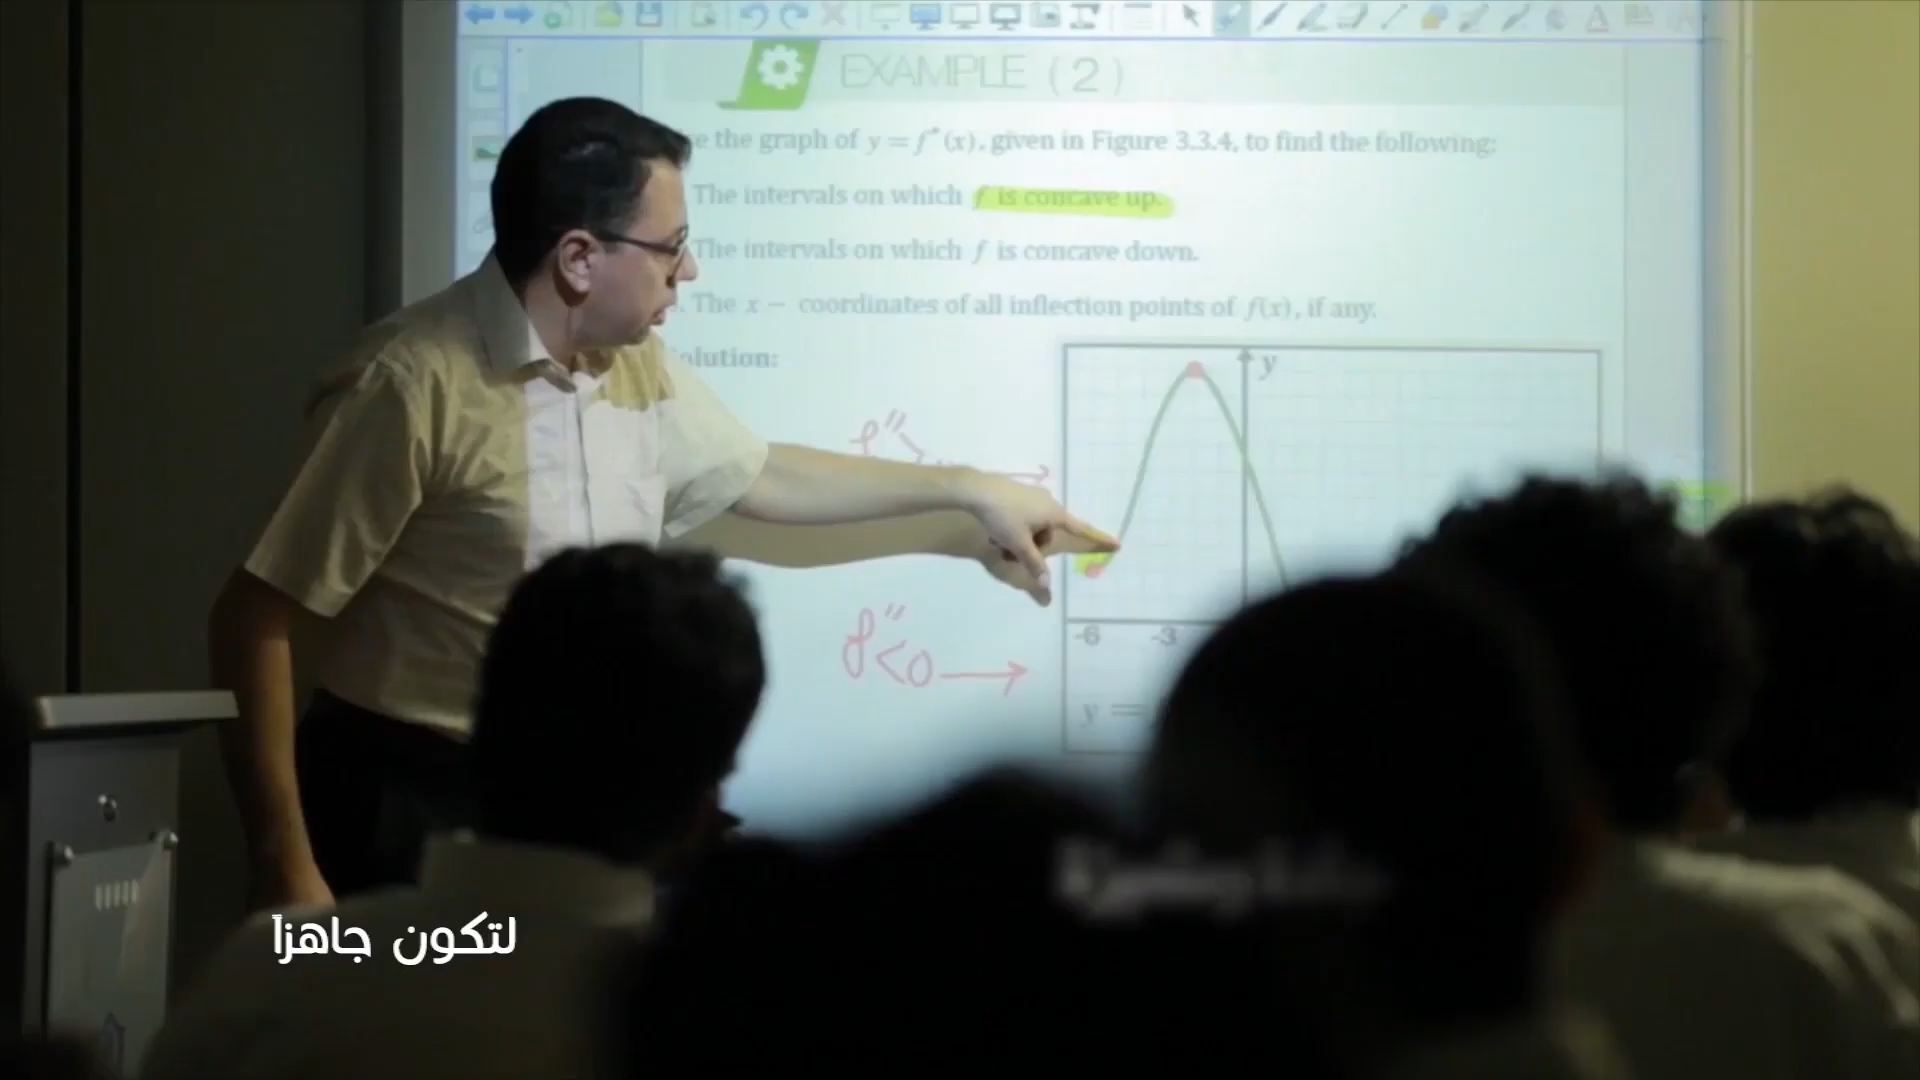 EXAMPLE (2)
the graph of y = f"(x), given in Figure 3.3.4, to find the following:
The intervals on which f is concave up.
The intervals on which f is concave down.
The x – coordinates of all inflection points of f(x), if any.
olution:
y
f"
f" < 0 →
-6 -3
y =
لتكون جاهزاً